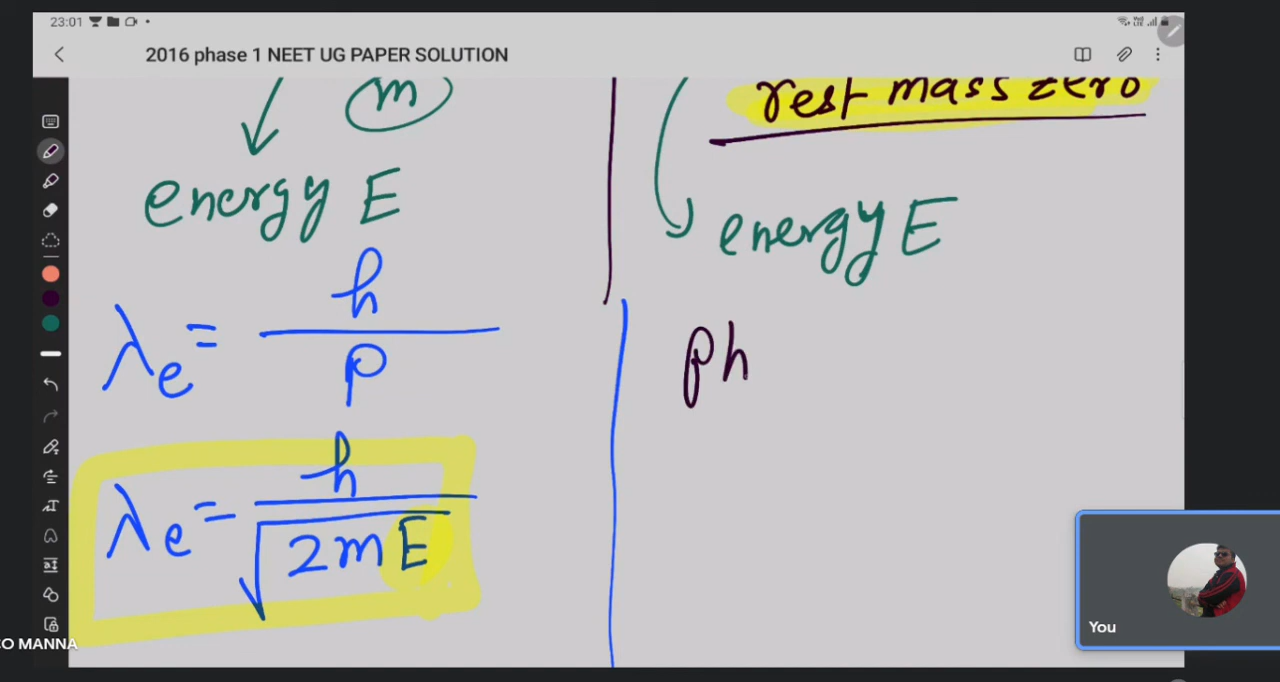 23:01
2016 phase 1 NEET UG PAPER SOLUTION
m
rest mass zero
energy E
energy E
λe = h/p
ph
λe = h/√2mE
CO MANNA
You